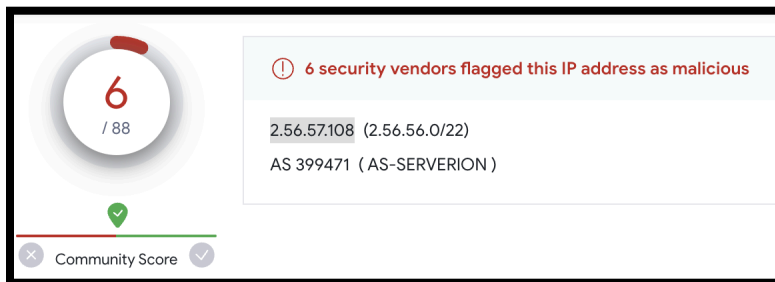 6
/ 88
Community Score
6 security vendors flagged this IP address as malicious
2.56.57.108 (2.56.56.0/22)
AS 399471 ( AS-SERVERION )